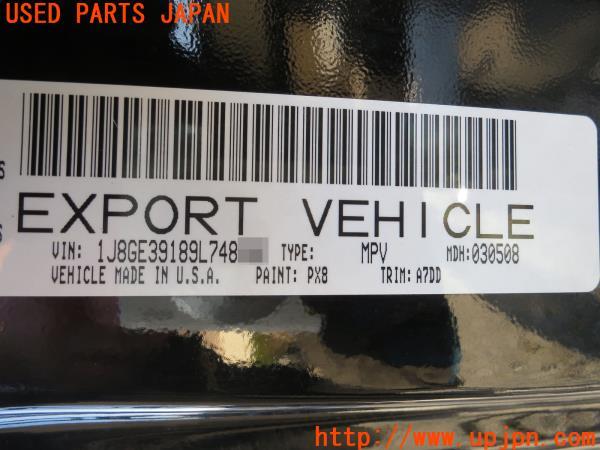 USED PARTS JAPAN
EXPORT VEHICLE
VIN: 1J8GE39189L748 TYPE: MPV MDH:030508
VEHICLE MADE IN U.S.A. PAINT: PX8 TRIM: A7DD
http://www.upjpn.com